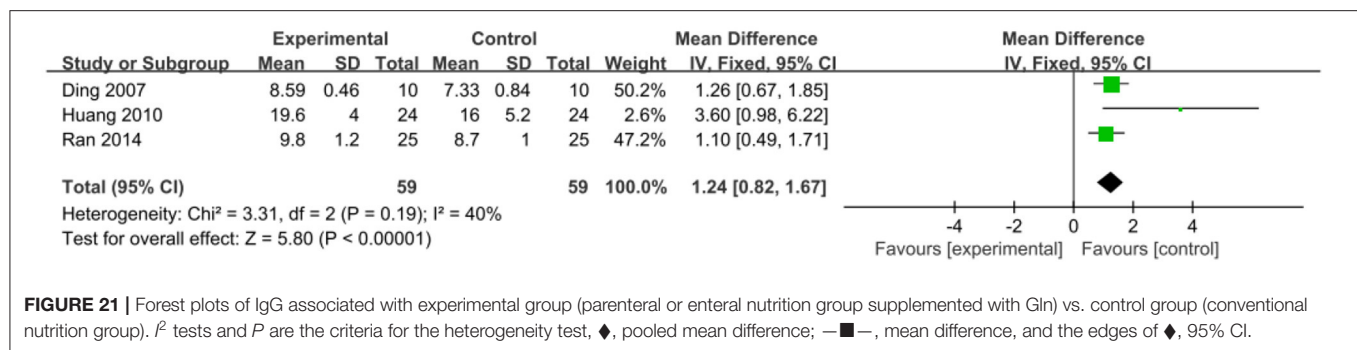 Experimental Control Mean Difference Mean Difference
Study or Subgroup Mean SD Total Mean SD Total Weight IV, Fixed, 95% CI IV, Fixed, 95% CI
Ding 2007 8.59 0.46 10 7.33 0.84 10 50.2% 1.26 [0.67, 1.85]
Huang 2010 19.6 4 24 16 5.2 24 2.6% 3.60 [0.98, 6.22]
Ran 2014 9.8 1.2 25 8.7 1 25 47.2% 1.10 [0.49, 1.71]
Total (95% CI) 59 59 100.0% 1.24 [0.82, 1.67]
Heterogeneity: Chi² = 3.31, df = 2 (P = 0.19); I² = 40%
Test for overall effect: Z = 5.80 (P < 0.00001)
-4 -2 0 2 4
Favours [experimental] Favours [control]
FIGURE 21 | Forest plots of IgG associated with experimental group (parenteral or enteral nutrition group supplemented with Gln) vs. control group (conventional
nutrition group). I² tests and P are the criteria for the heterogeneity test, ♦, pooled mean difference; —■—, mean difference, and the edges of ♦, 95% CI.